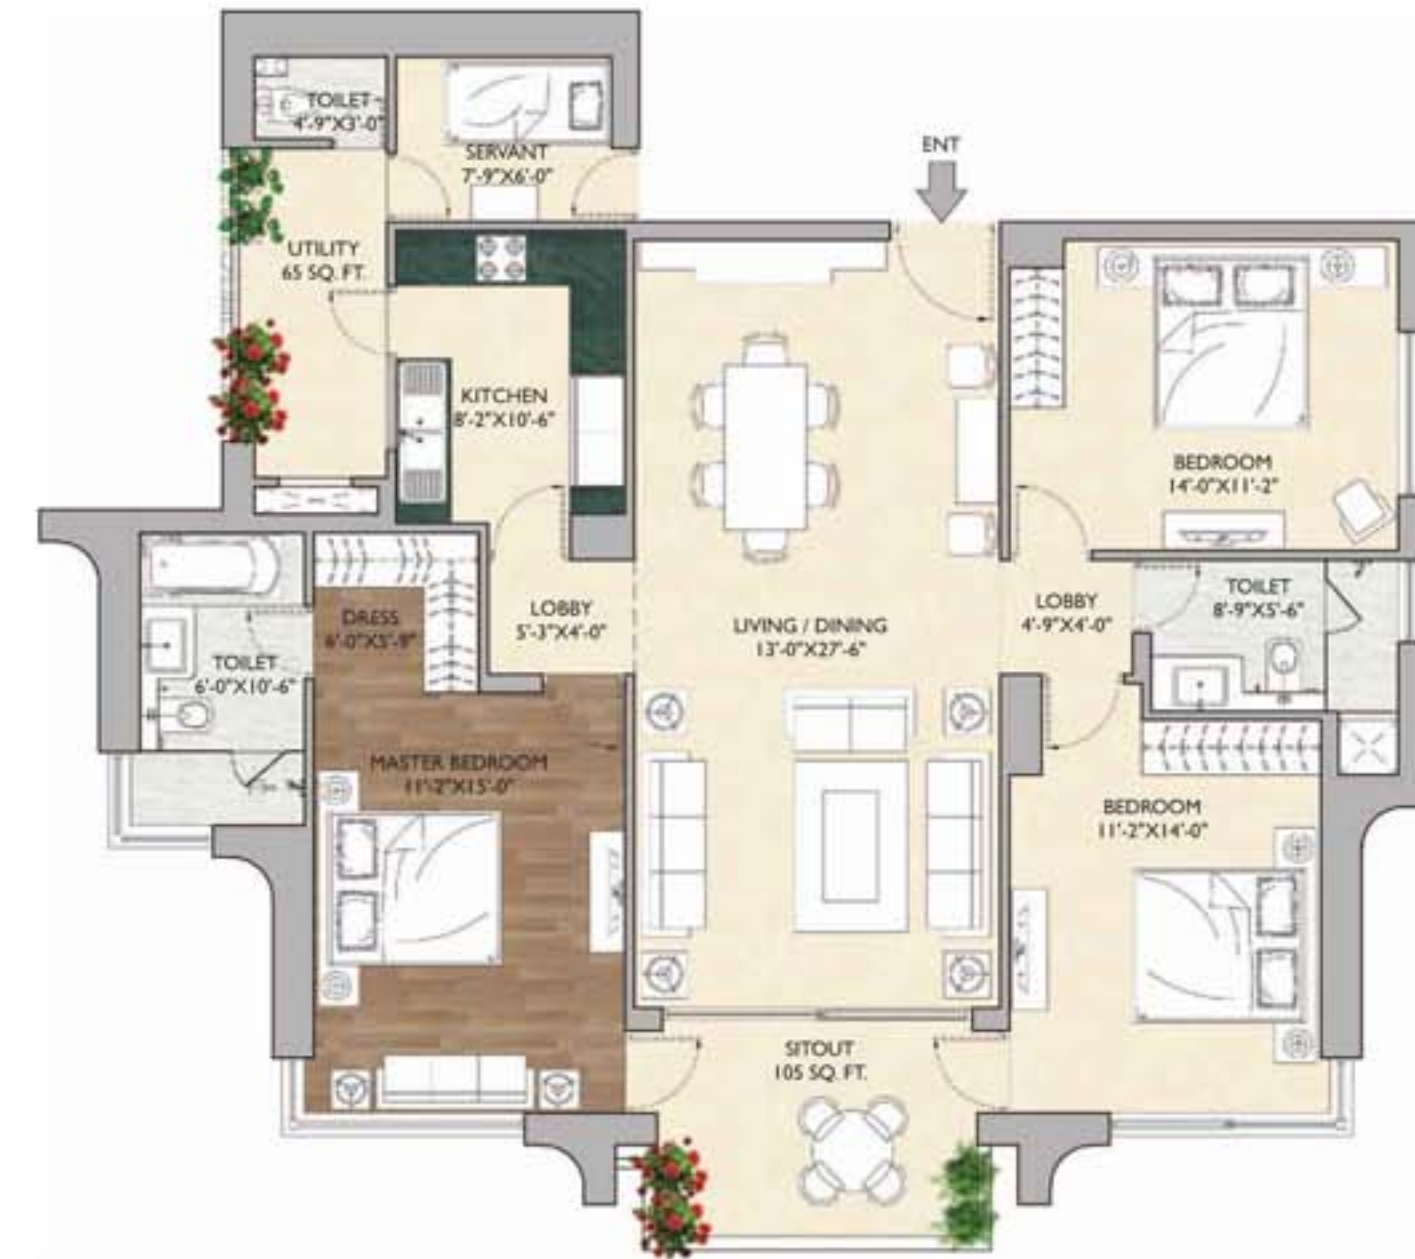 TOILET
4'-9"X3'-0"
SERVANT
7'-9"X6'-0"
ENT
UTILITY
65 SQ. FT.
KITCHEN
8'-2"X10'-6"
BEDROOM
14'-0"X11'-2"
DRESS
6'-0"X5'-9"
LOBBY
5'-3"X4'-0"
LIVING / DINING
13'-0"X27'-6"
LOBBY
4'-9"X4'-0"
TOILET
8'-9"X5'-6"
TOILET
6'-0"X10'-6"
MASTER BEDROOM
11'-2"X15'-0"
BEDROOM
11'-2"X14'-0"
SITOUT
105 SQ. FT.